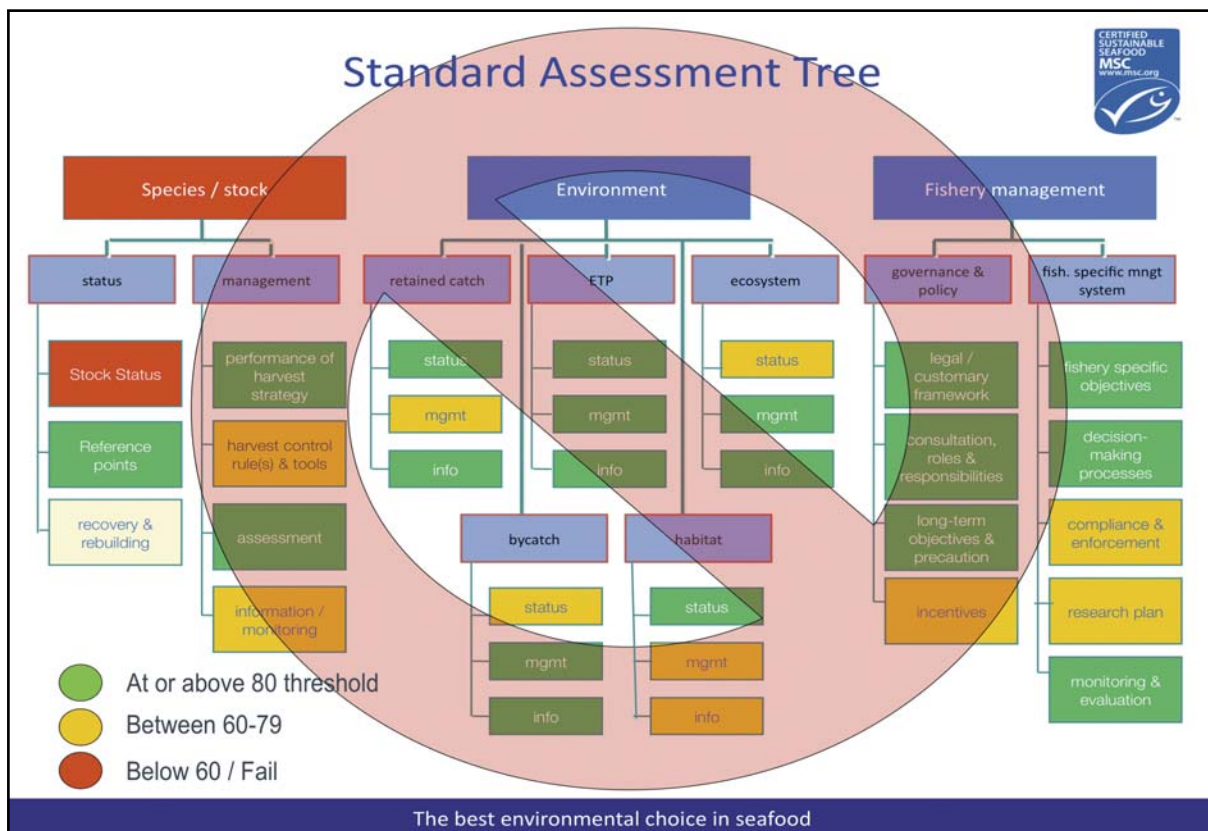 Standard Assessment Tree
CERTIFIED
SUSTAINABLE
SEAFOOD
MSC
www.msc.org
TM
Species / stock
Environment
Fishery management
status
management
retained catch
ETP
ecosystem
governance &
policy
fish. specific mngt
system
Stock Status
Reference
points
recovery &
rebuilding
performance of
harvest
strategy
harvest control
rule(s) & tools
assessment
information /
monitoring
status
mgmt
info
status
mgmt
info
status
mgmt
info
bycatch
status
mgmt
info
habitat
status
mgmt
info
legal /
customary
framework
consultation,
roles &
responsibilities
long-term
objectives &
precaution
incentives
fishery specific
objectives
decision-
making
processes
compliance &
enforcement
research plan
monitoring &
evaluation
At or above 80 threshold
Between 60-79
Below 60 / Fail
The best environmental choice in seafood